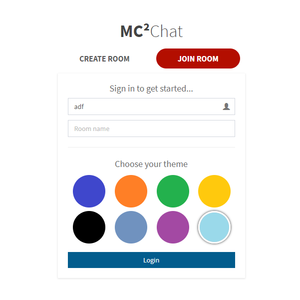 MC²Chat
CREATE ROOM JOIN ROOM
Sign in to get started...
adf
Room name
Choose your theme
Login